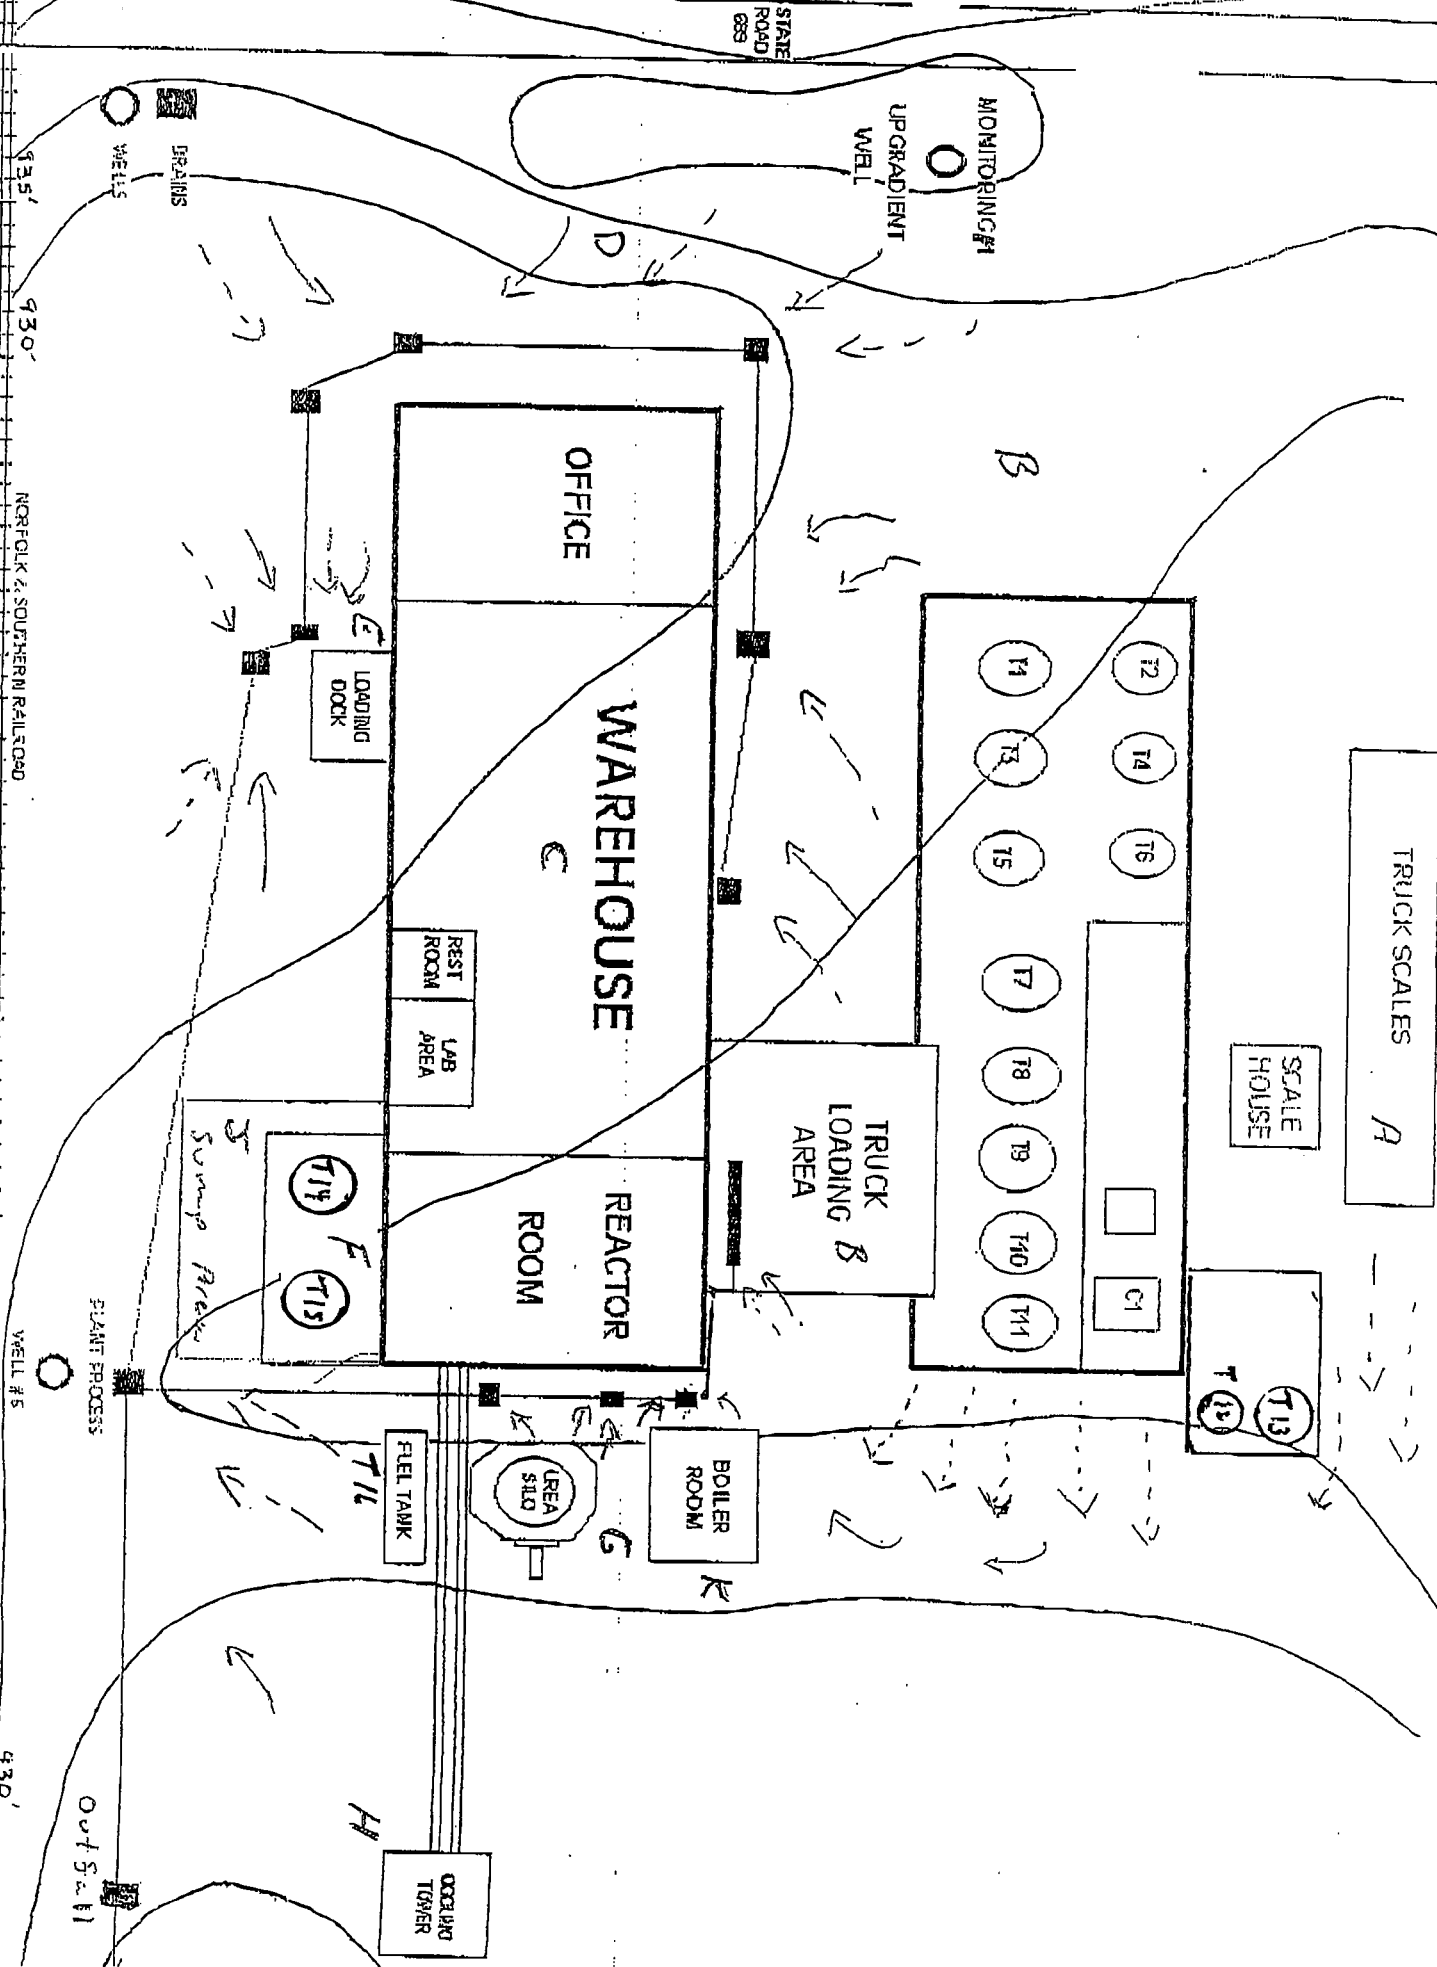 STATE
ROAD
669
MONITORING#1
UPGRADIENT
WELL
DRAINS
WELLS
935'
930'
NORFOLK & SOUTHERN RAILROAD
D
B
OFFICE
WAREHOUSE
C
E
LOADING
DOCK
REST
ROOM
LAB
AREA
REACTOR
ROOM
TRUCK
LOADING B
AREA
T1
T2
T3
T4
T5
T6
T7
T8
T9
T10
T11
C1
TRUCK SCALES
A
SCALE
HOUSE
T
12
T13
J
Sump Area
T14
F
T15
PLANT PROCESS
WELL #5
FUEL TANK
T16
UREA
SILO
G
BOILER
ROOM
K
H
COOLING
TOWER
Outfall
930'